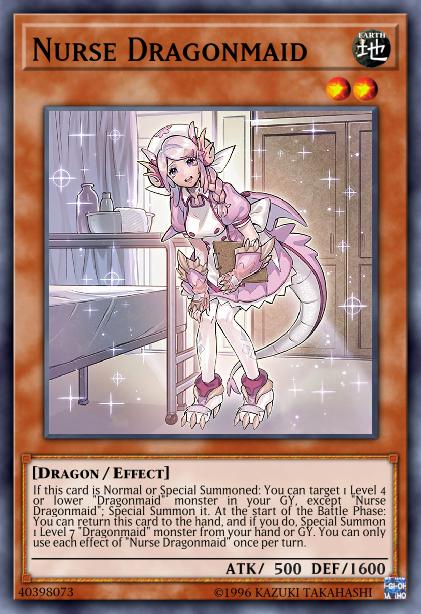 NURSE DRAGONMAID
EARTH
地
[DRAGON / EFFECT]
If this card is Normal or Special Summoned: You can target 1 Level 4
or lower "Dragonmaid" monster in your GY, except "Nurse
Dragonmaid"; Special Summon it. At the start of the Battle Phase:
You can return this card to the hand, and if you do, Special Summon
1 Level 7 "Dragonmaid" monster from your hand or GY. You can only
use each effect of "Nurse Dragonmaid" once per turn.
ATK/ 500 DEF/1600
40398073
©1996 KAZUKI TAKAHASHI